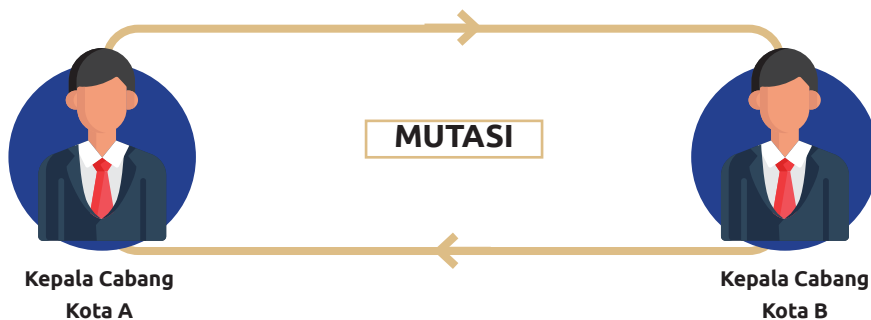 MUTASI
Kepala Cabang
Kota A
Kepala Cabang
Kota B